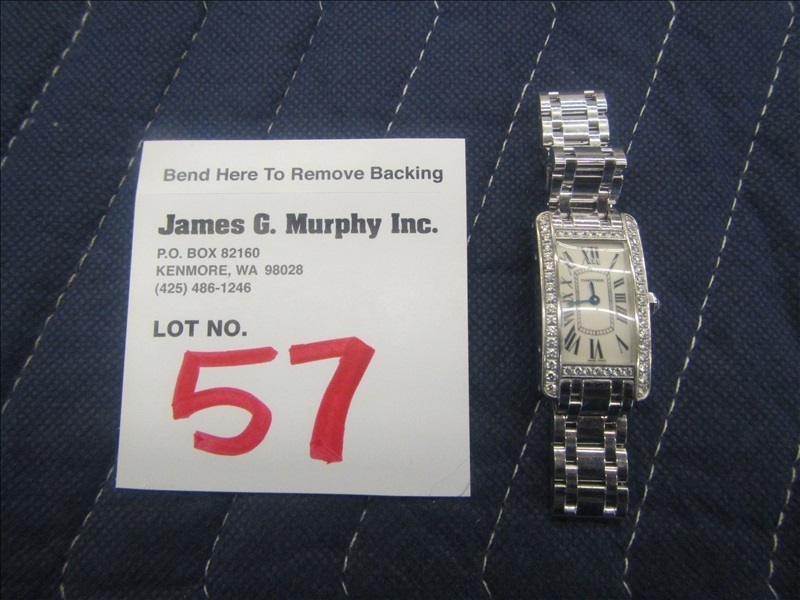 Bend Here To Remove Backing
James G. Murphy Inc.
P.O. BOX 82160
KENMORE, WA 98028
(425) 486-1246
LOT NO.
57